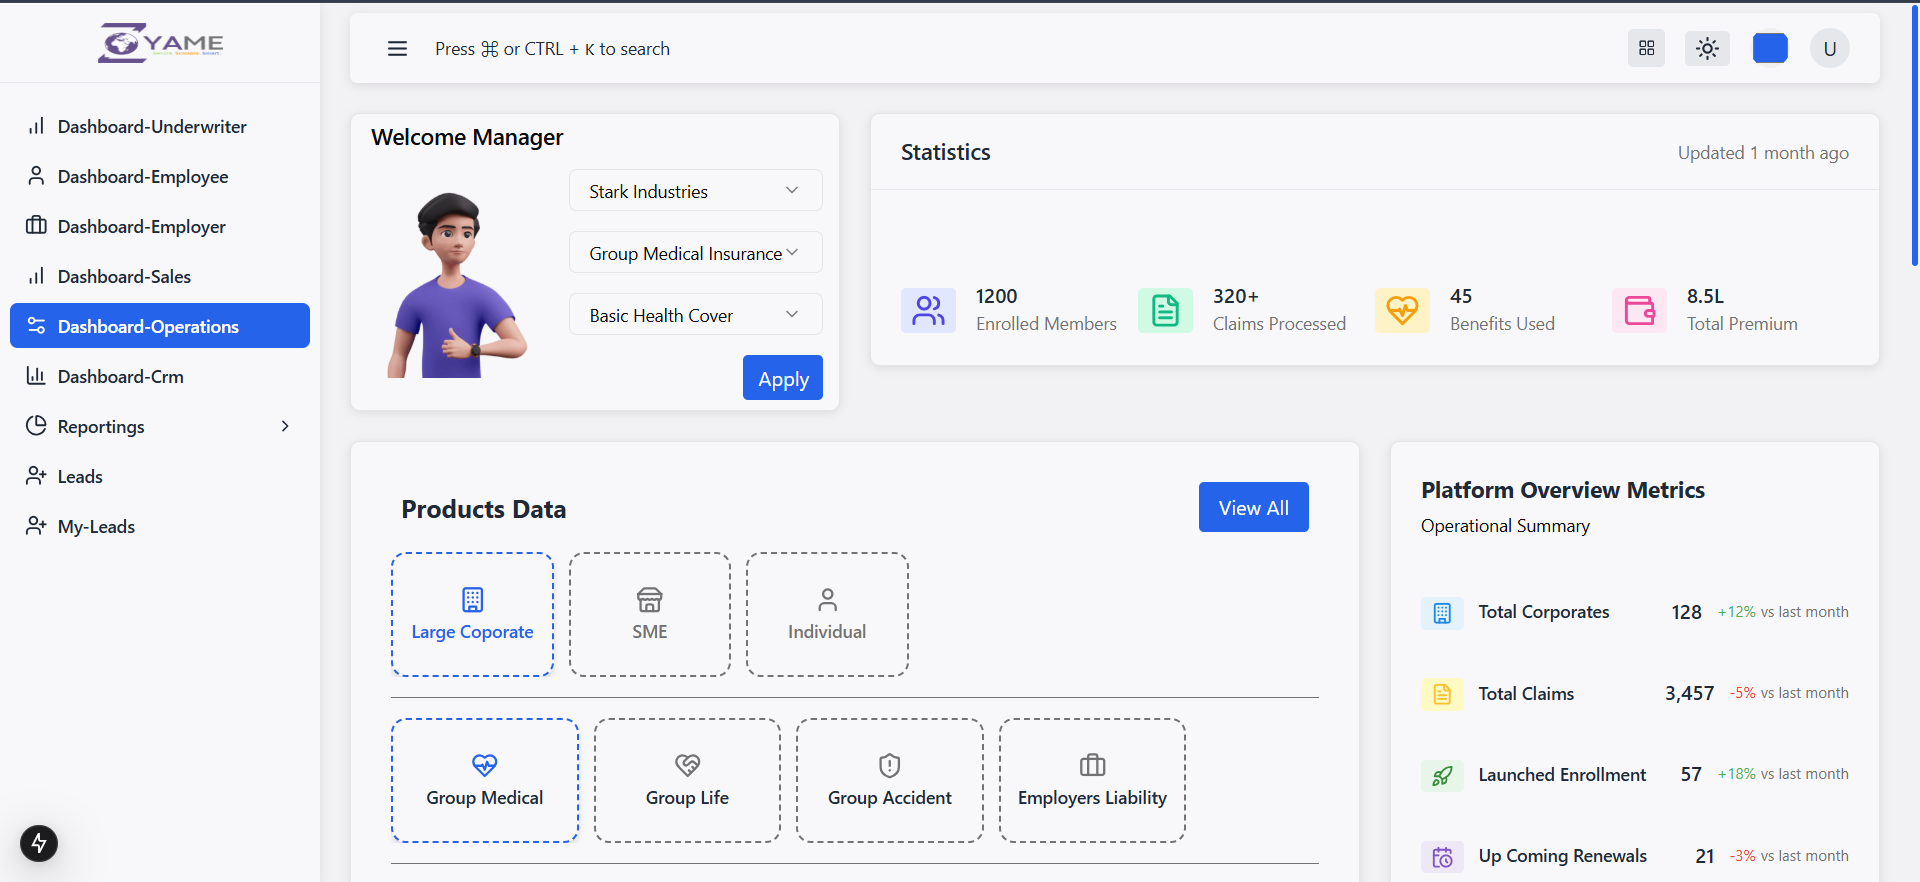 ZYAME
Press ⌘ or CTRL + K to search
U
Dashboard-Underwriter
Dashboard-Employee
Dashboard-Employer
Dashboard-Sales
Dashboard-Operations
Dashboard-Crm
Reportings
Leads
My-Leads
Welcome Manager
Stark Industries
Group Medical Insurance
Basic Health Cover
Apply
Statistics
Updated 1 month ago
1200
Enrolled Members
320+
Claims Processed
45
Benefits Used
8.5L
Total Premium
Products Data
View All
Large Coporate
SME
Individual
Group Medical
Group Life
Group Accident
Employers Liability
Platform Overview Metrics
Operational Summary
Total Corporates 128 +12% vs last month
Total Claims 3,457 -5% vs last month
Launched Enrollment 57 +18% vs last month
Up Coming Renewals 21 -3% vs last month